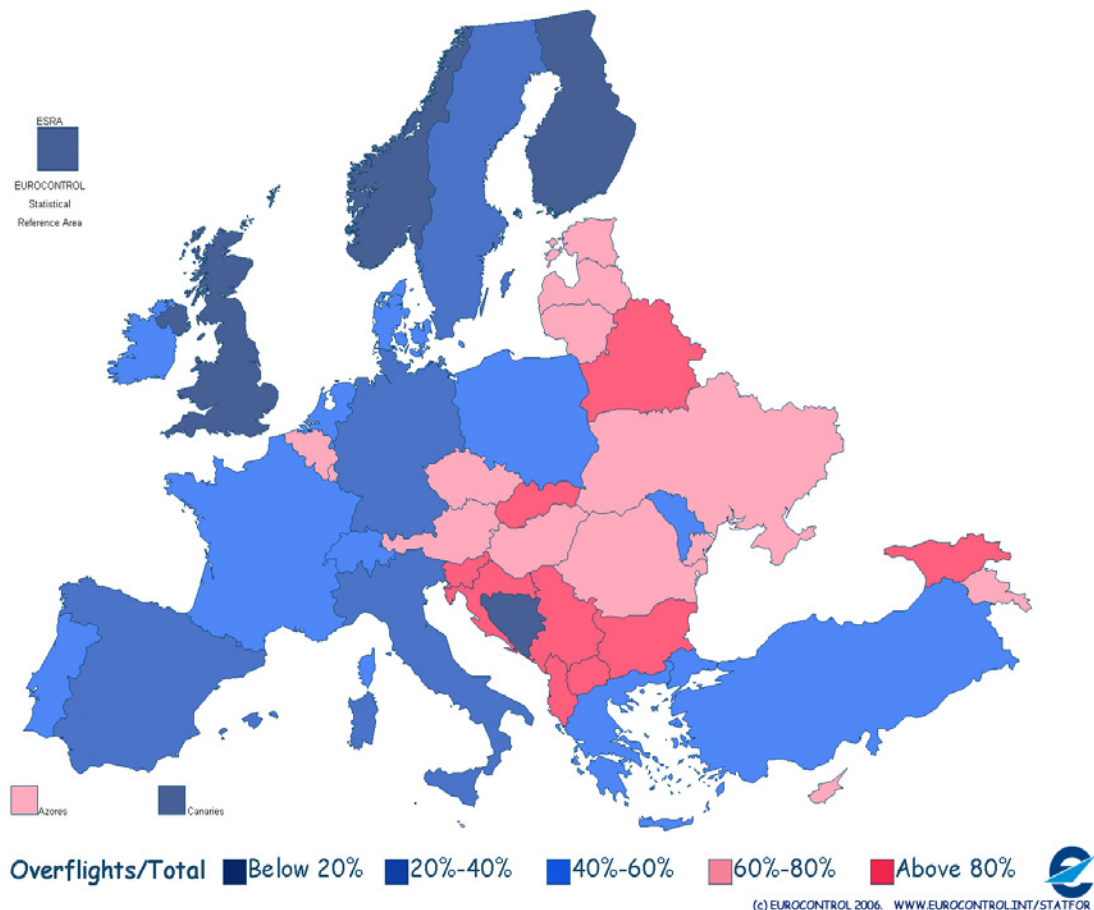 ESRA
EUROCONTROL
Statistical
Reference Area
Azores
Canaries
Overflights/Total Below 20% 20%-40% 40%-60% 60%-80% Above 80%
(c) EUROCONTROL 2006. WWW.EUROCONTROL.INT/STATFOR